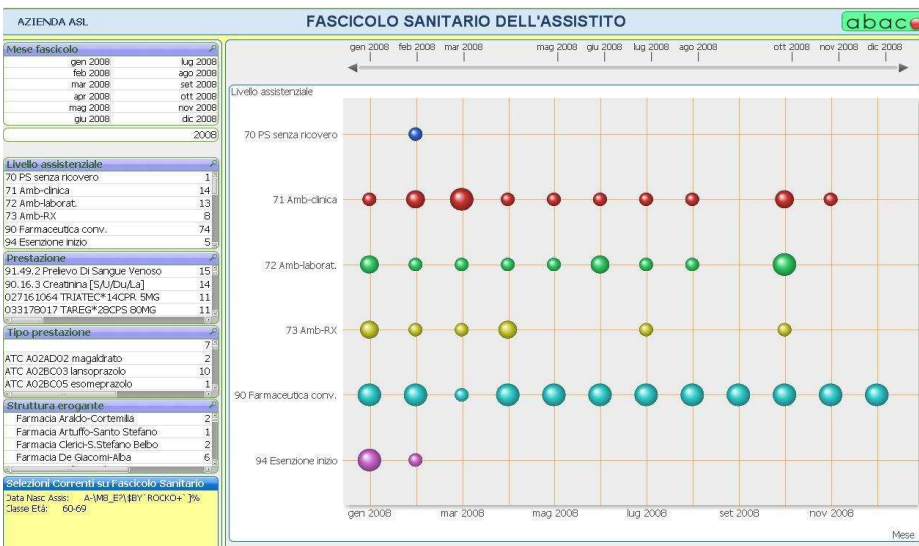 AZIENDA ASL
FASCICOLO SANITARIO DELL'ASSISTITO
abaco
Mese fascicolo
gen 2008 lug 2008
feb 2008 ago 2008
mar 2008 set 2008
apr 2008 ott 2008
mag 2008 nov 2008
giu 2008 dic 2008
2008
Livello assistenziale
70 PS senza ricovero 1
71 Amb-clinica 14
72 Amb-laborat. 13
73 Amb-RX 8
90 Farmaceutica conv. 74
94 Esenzione inizio 5
Prestazione
91.49.2 Prelievo Di Sangue Venoso 15
90.16.3 Creatinina [S/U/Du/La] 14
027161064 TRIATEC*14CPR 5MG 11
033178017 TAREG*28CPS 80MG 11
Tipo prestazione
7
ATC A02AD02 magaldrato 2
ATC A02BC03 lansoprazolo 10
ATC A02BC05 esomeprazolo 1
Struttura erogante
Farmacia Araldo-Cortemilia 2
Farmacia Artuffo-Santo Stefano 1
Farmacia Clerici-S.Stefano Belbo 2
Farmacia De Giacomi-Alba 6
Selezioni Correnti su Fascicolo Sanitario
Data Nasc Assis:
Classe Età: 60-69
gen 2008 feb 2008 mar 2008 mag 2008 giu 2008 lug 2008 ago 2008 ott 2008 nov 2008 dic 2008
Livello assistenziale
70 PS senza ricovero
71 Amb-clinica
72 Amb-laborat.
73 Amb-RX
90 Farmaceutica conv.
94 Esenzione inizio
gen 2008 mar 2008 mag 2008 lug 2008 set 2008 nov 2008
Mese